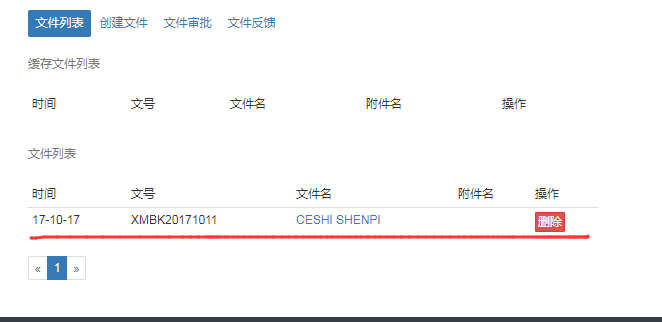 文件列表 创建文件 文件审批 文件反馈
缓存文件列表
时间 文号 文件名 附件名 操作
文件列表
时间 文号 文件名 附件名 操作
17-10-17 XMBK20171011 CESHI SHENPI 删除
« 1 »